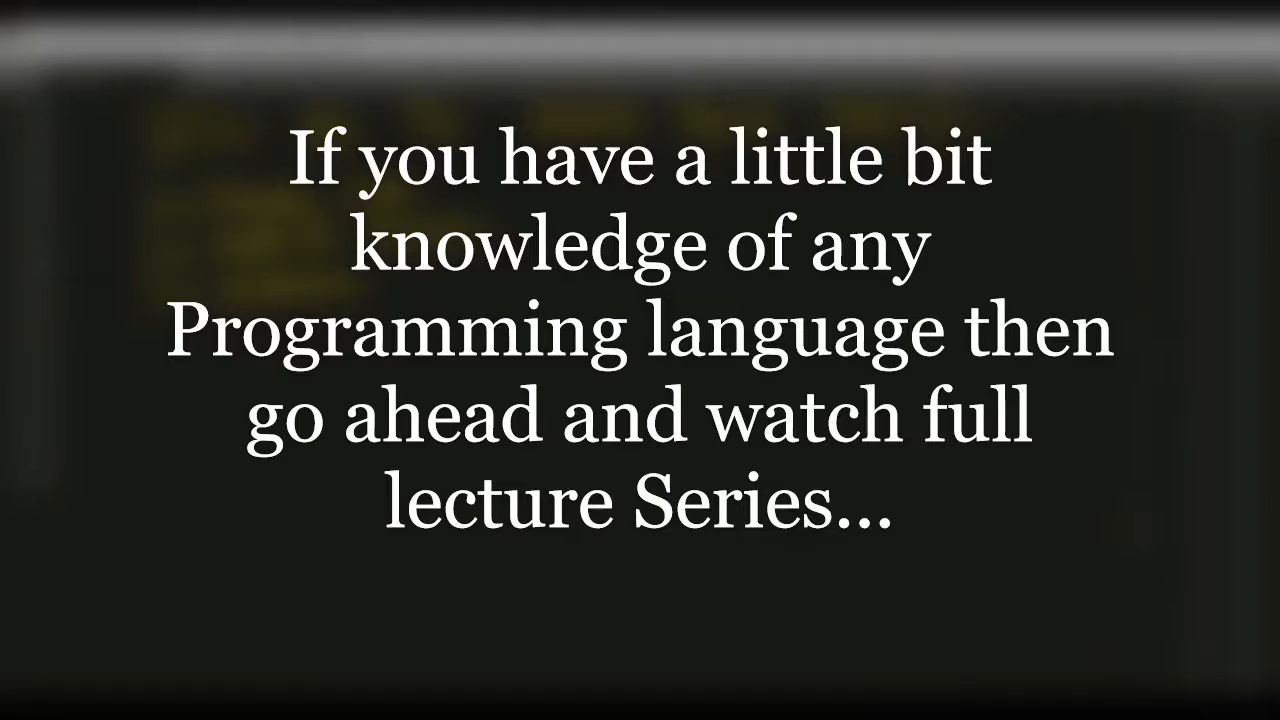 If you have a little bit
knowledge of any
Programming language then
go ahead and watch full
lecture Series...